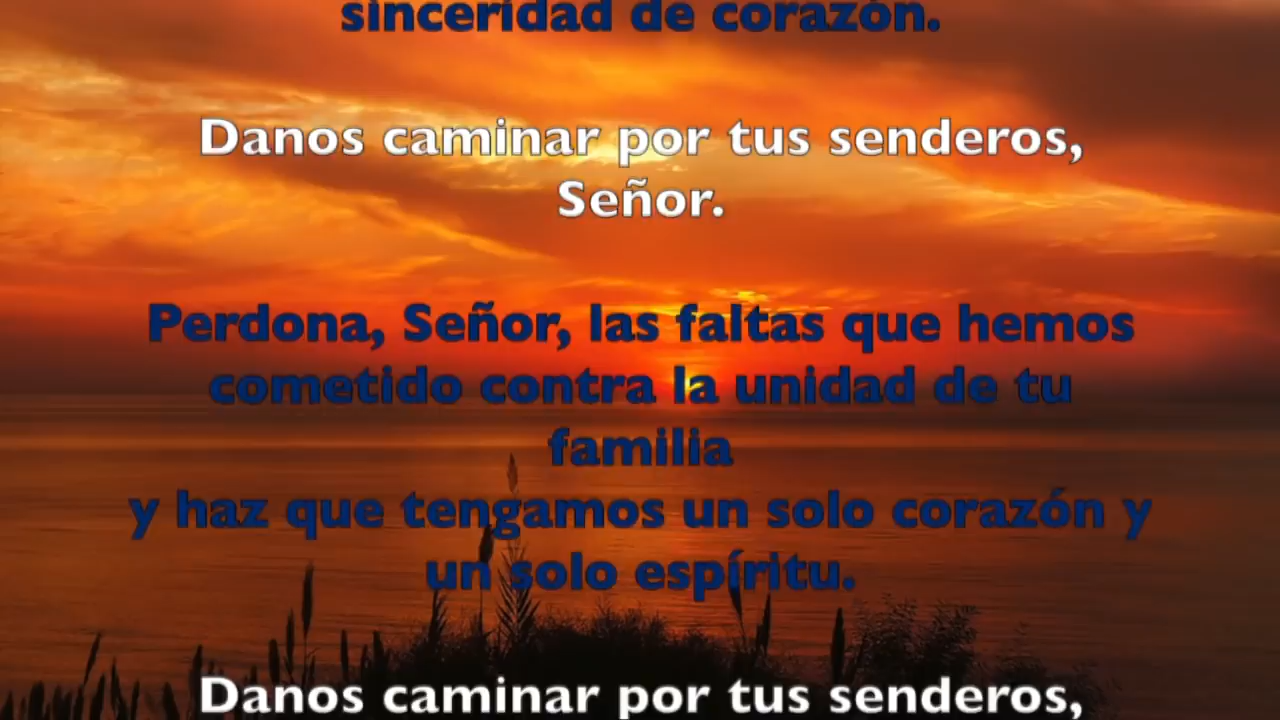 sinceridad de corazón.
Danos caminar por tus senderos,
Señor.
Perdona, Señor, las faltas que hemos
cometido contra la unidad de tu
familia
y haz que tengamos un solo corazón y
un solo espíritu.
Danos caminar por tus senderos,